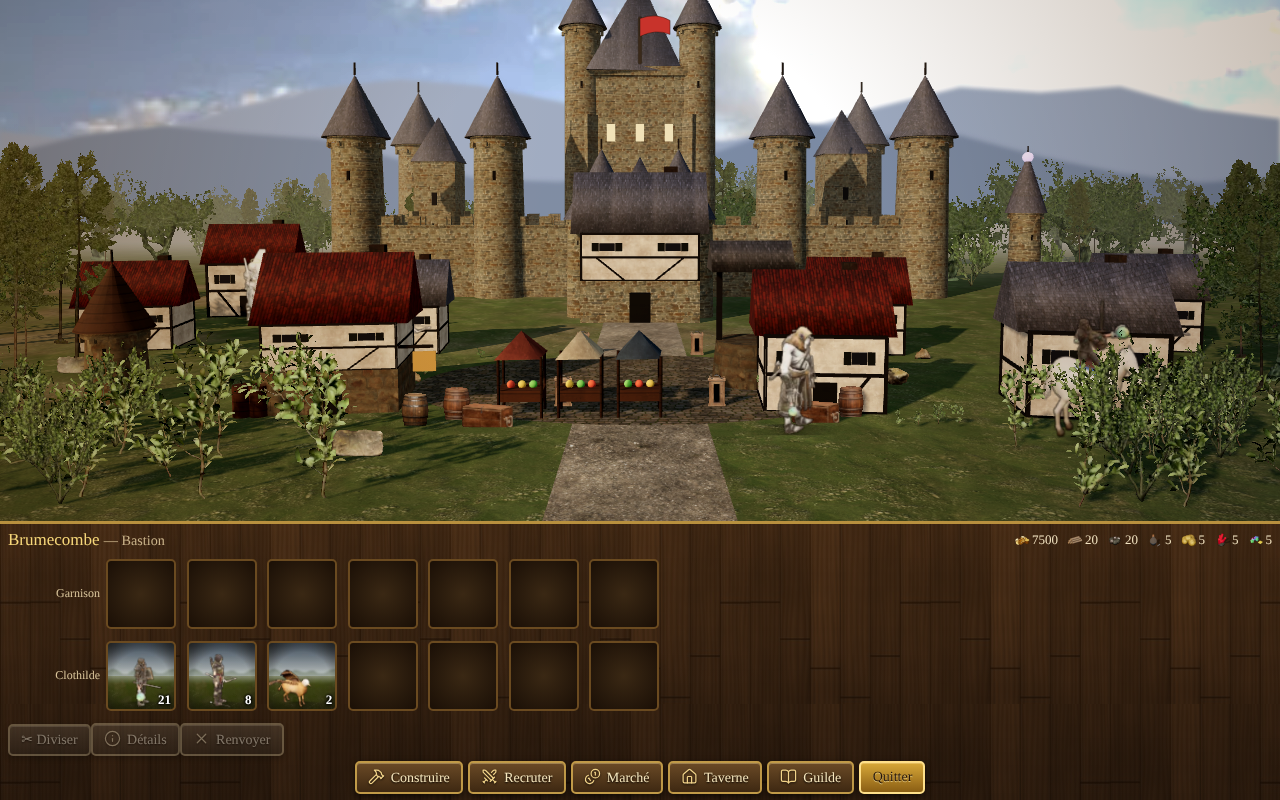 Brumecombe — Bastion
7500 20 20 5 5 5 5
Garnison
Clothilde
21 8 2
Diviser Détails Renvoyer
Construire Recruter Marché Taverne Guilde Quitter